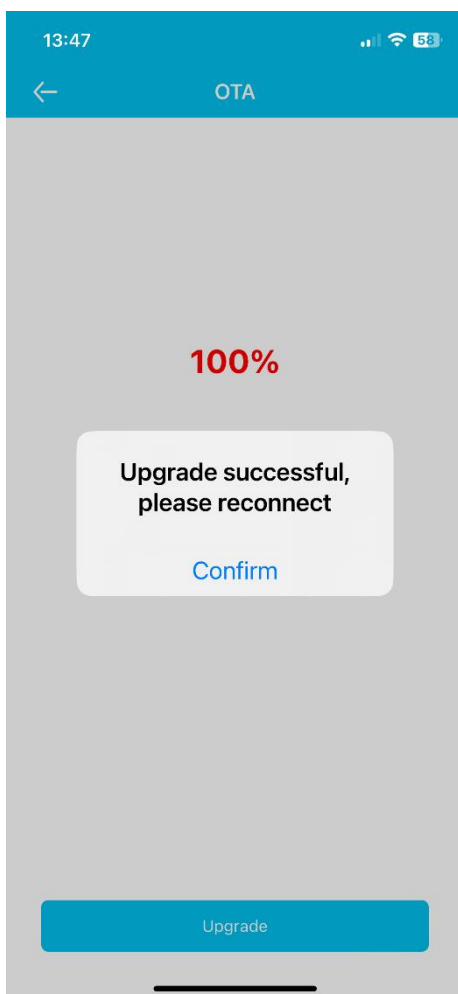 13:47
58
OTA
100%
Upgrade successful,
please reconnect
Confirm
Upgrade